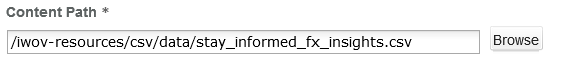 Content Path *
/iwov-resources/csv/data/stay_informed_fx_insights.csv Browse